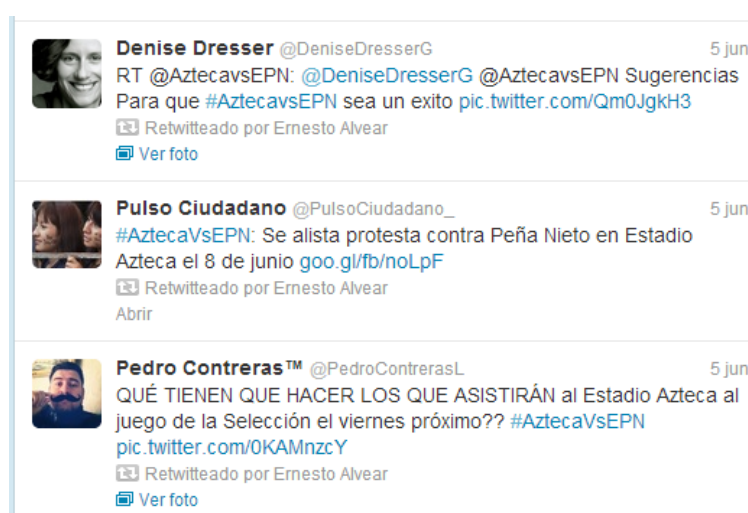 Denise Dresser @DeniseDresserG 5 jun
RT @AztecavsEPN: @DeniseDresserG @AztecavsEPN Sugerencias
Para que #AztecavsEPN sea un exito pic.twitter.com/Qm0JgkH3
Retwitteado por Ernesto Alvear
Ver foto
Pulso Ciudadano @PulsoCiudadano_ 5 jun
#AztecaVsEPN: Se alista protesta contra Peña Nieto en Estadio
Azteca el 8 de junio goo.gl/fb/noLpF
Retwitteado por Ernesto Alvear
Abrir
Pedro Contreras™ @PedroContrerasL 5 jun
QUÉ TIENEN QUE HACER LOS QUE ASISTIRÁN al Estadio Azteca al
juego de la Selección el viernes próximo?? #AztecaVsEPN
pic.twitter.com/0KAMnzcY
Retwitteado por Ernesto Alvear
Ver foto